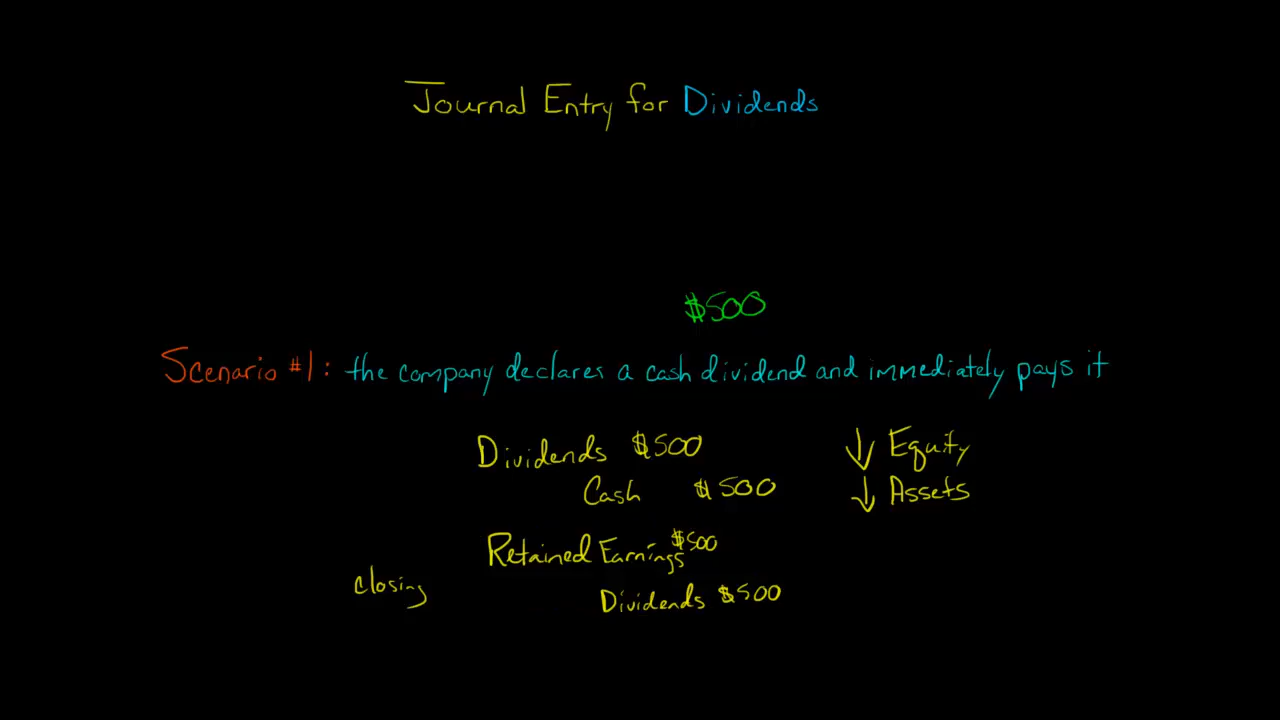 Journal Entry for Dividends
$500
Scenario #1: the company declares a cash dividend and immediately pays it
Dividends $500 ↓ Equity
Cash $500 ↓ Assets
Retained Earnings $500
closing Dividends $500